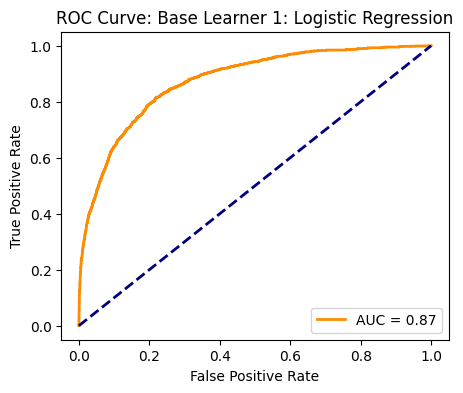 ROC Curve: Base Learner 1: Logistic Regression
1.0
0.8
0.6
0.4
0.2
0.0
True Positive Rate
AUC = 0.87
0.0 0.2 0.4 0.6 0.8 1.0
False Positive Rate